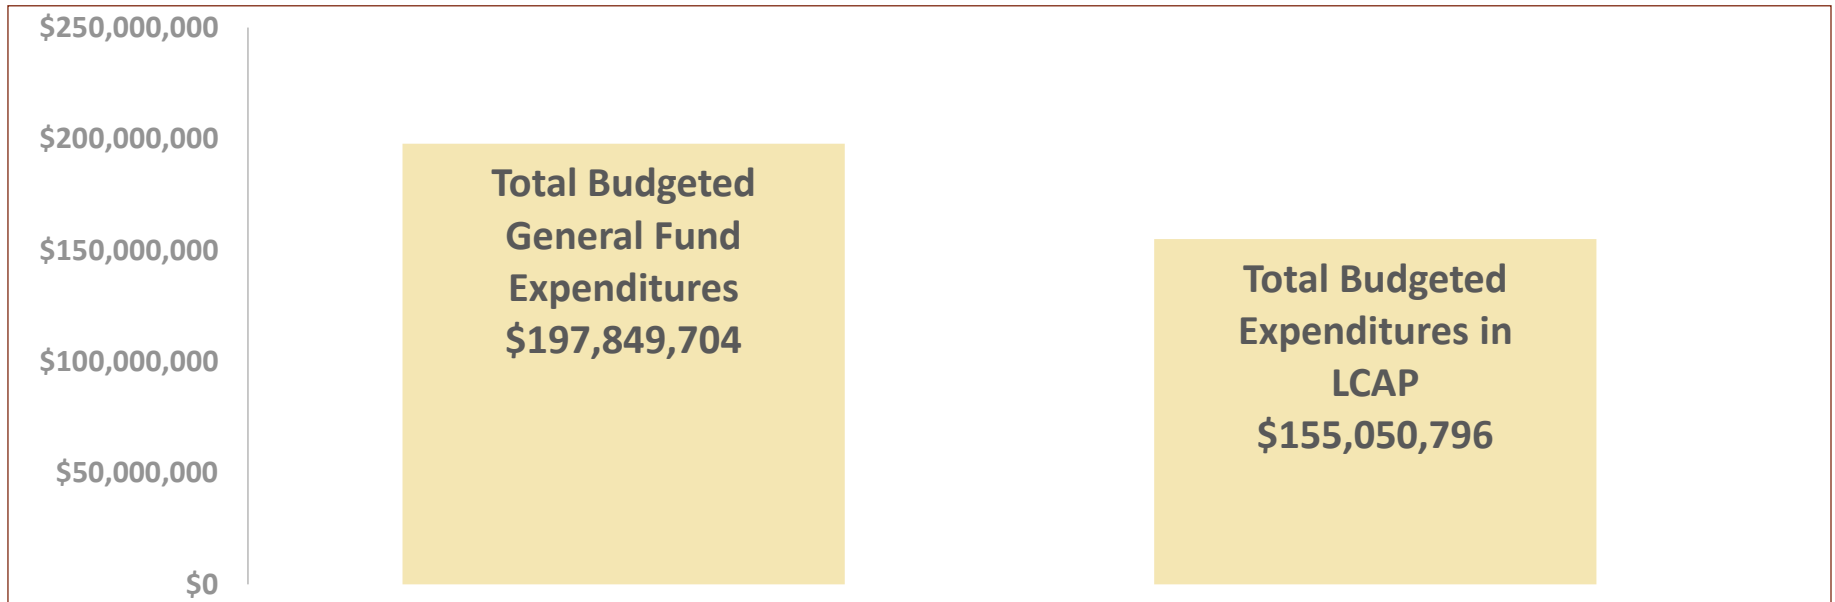 $250,000,000
$200,000,000
$150,000,000
$100,000,000
$50,000,000
$0
Total Budgeted
General Fund
Expenditures
$197,849,704
Total Budgeted
Expenditures in
LCAP
$155,050,796